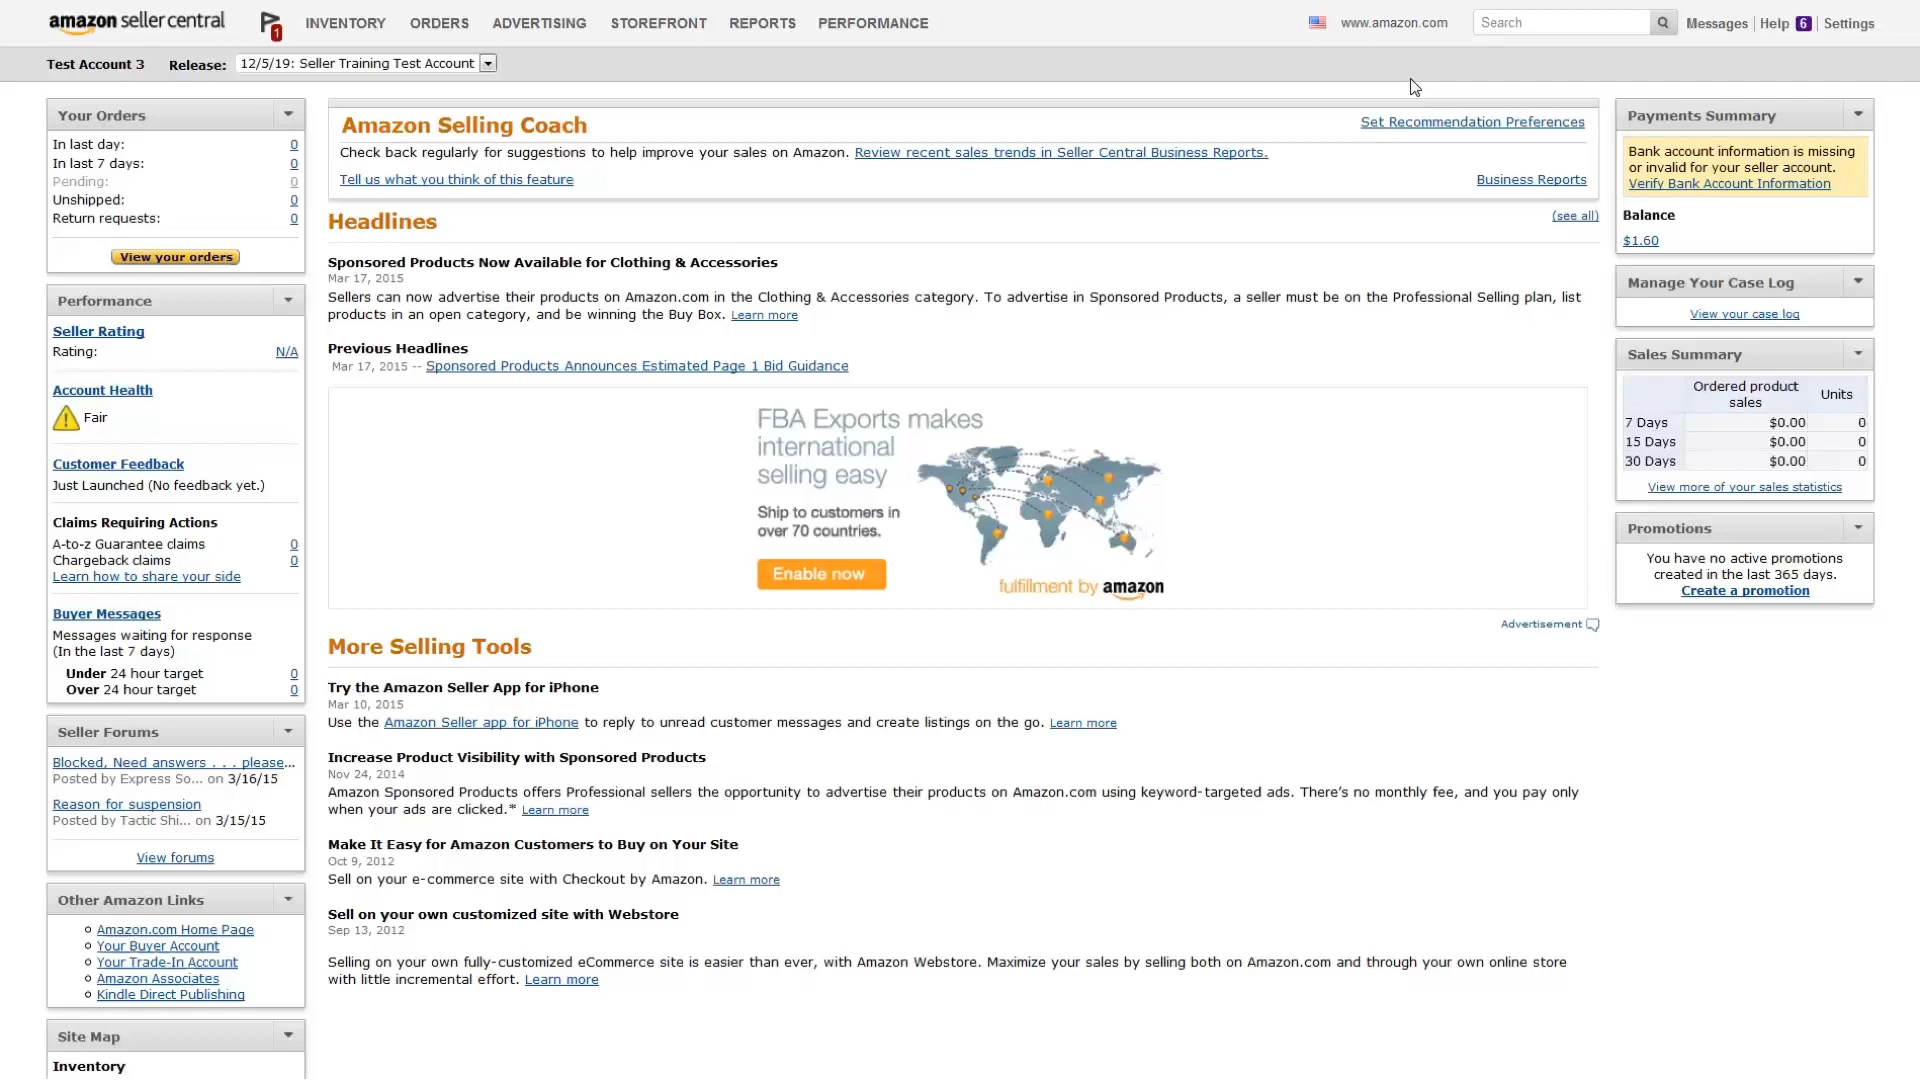 amazon seller central
1
INVENTORY
ORDERS
ADVERTISING
STOREFRONT
REPORTS
PERFORMANCE
www.amazon.com
Search
Messages
Help 6
Settings
Test Account 3
Release:
12/5/19: Seller Training Test Account
Your Orders
In last day: 0
In last 7 days: 0
Pending: 0
Unshipped: 0
Return requests: 0
View your orders
Performance
Seller Rating
Rating: N/A
Account Health
Fair
Customer Feedback
Just Launched (No feedback yet.)
Claims Requiring Actions
A-to-z Guarantee claims 0
Chargeback claims 0
Learn how to share your side
Buyer Messages
Messages waiting for response
(In the last 7 days)
Under 24 hour target 0
Over 24 hour target 0
Seller Forums
Blocked, Need answers . . . please...
Posted by Express So... on 3/16/15
Reason for suspension
Posted by Tactic Shi... on 3/15/15
View forums
Other Amazon Links
Amazon.com Home Page
Your Buyer Account
Your Trade-In Account
Amazon Associates
Kindle Direct Publishing
Site Map
Inventory
Amazon Selling Coach
Set Recommendation Preferences
Check back regularly for suggestions to help improve your sales on Amazon. Review recent sales trends in Seller Central Business Reports.
Tell us what you think of this feature
Business Reports
Headlines
(see all)
Sponsored Products Now Available for Clothing & Accessories
Mar 17, 2015
Sellers can now advertise their products on Amazon.com in the Clothing & Accessories category. To advertise in Sponsored Products, a seller must be on the Professional Selling plan, list
products in an open category, and be winning the Buy Box. Learn more
Previous Headlines
Mar 17, 2015 -- Sponsored Products Announces Estimated Page 1 Bid Guidance
FBA Exports makes
international
selling easy
Ship to customers in
over 70 countries.
Enable now
fulfillment by amazon
Advertisement
More Selling Tools
Try the Amazon Seller App for iPhone
Mar 10, 2015
Use the Amazon Seller app for iPhone to reply to unread customer messages and create listings on the go. Learn more
Increase Product Visibility with Sponsored Products
Nov 24, 2014
Amazon Sponsored Products offers Professional sellers the opportunity to advertise their products on Amazon.com using keyword-targeted ads. There's no monthly fee, and you pay only
when your ads are clicked.* Learn more
Make It Easy for Amazon Customers to Buy on Your Site
Oct 9, 2012
Sell on your e-commerce site with Checkout by Amazon. Learn more
Sell on your own customized site with Webstore
Sep 13, 2012
Selling on your own fully-customized eCommerce site is easier than ever, with Amazon Webstore. Maximize your sales by selling both on Amazon.com and through your own online store
with little incremental effort. Learn more
Payments Summary
Bank account information is missing
or invalid for your seller account.
Verify Bank Account Information
Balance
$1.60
Manage Your Case Log
View your case log
Sales Summary
Ordered product
sales
Units
7 Days $0.00 0
15 Days $0.00 0
30 Days $0.00 0
View more of your sales statistics
Promotions
You have no active promotions
created in the last 365 days.
Create a promotion